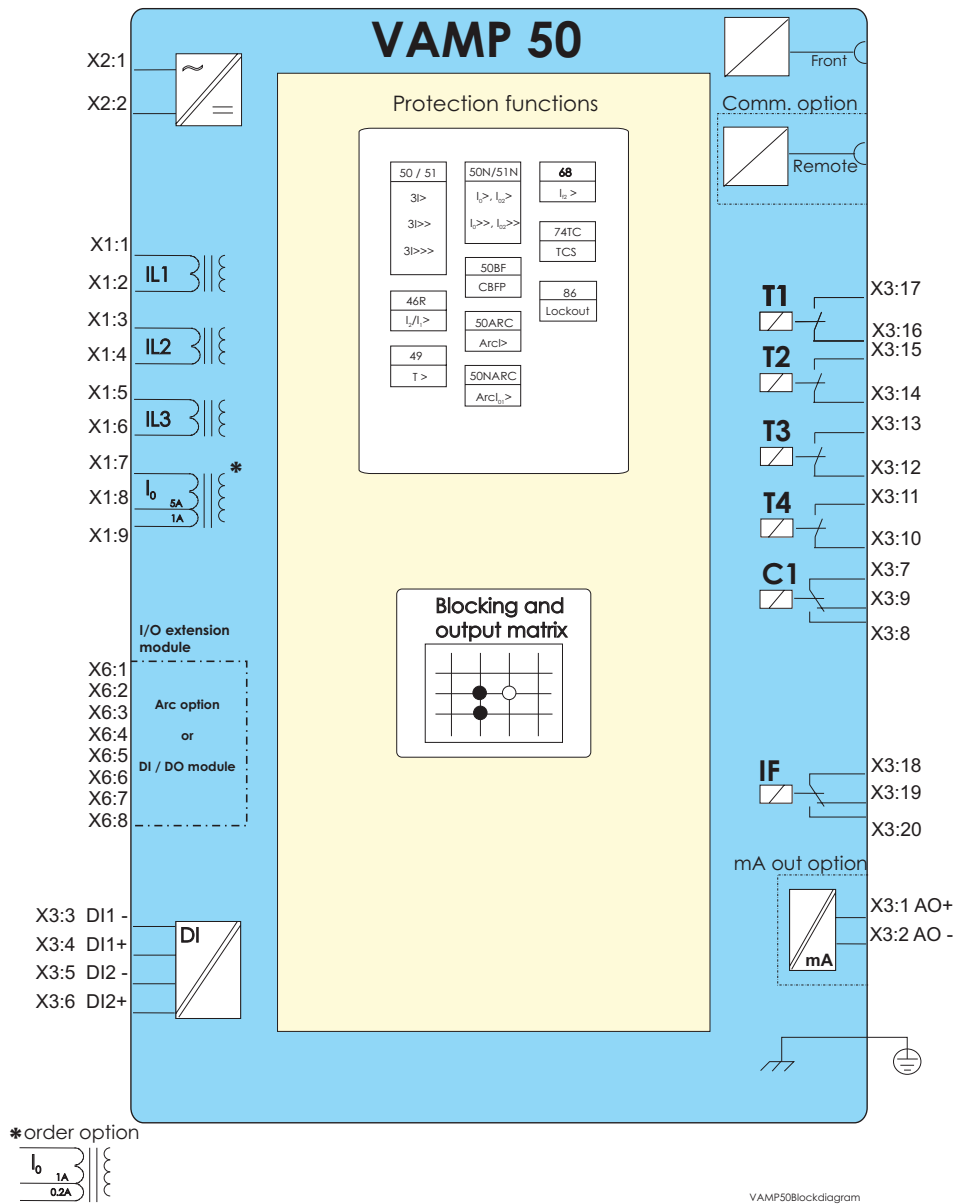 VAMP 50
X2:1
X2:2
Front
Comm. option
Remote
Protection functions
50 / 51
3I>
3I>>
3I>>>
50N/51N
I0>, I02>
I0>>, I02>>
68
If2 >
74TC
TCS
50BF
CBFP
86
Lockout
46R
I2/I1>
50ARC
ArcI>
49
T >
50NARC
ArcI01>
X1:1
X1:2
IL1
X1:3
X1:4
IL2
X1:5
X1:6
IL3
X1:7
X1:8
X1:9
I0
5A
1A
*
T1
X3:17
X3:16
T2
X3:15
X3:14
T3
X3:13
X3:12
T4
X3:11
X3:10
C1
X3:7
X3:9
X3:8
Blocking and
output matrix
I/O extension
module
X6:1
X6:2
X6:3
X6:4
X6:5
X6:6
X6:7
X6:8
Arc option
or
DI / DO module
IF
X3:18
X3:19
X3:20
mA out option
mA
X3:1 AO+
X3:2 AO -
X3:3 DI1 -
X3:4 DI1+
X3:5 DI2 -
X3:6 DI2+
DI
*order option
I0
1A
0.2A
VAMP50Blockdiagram